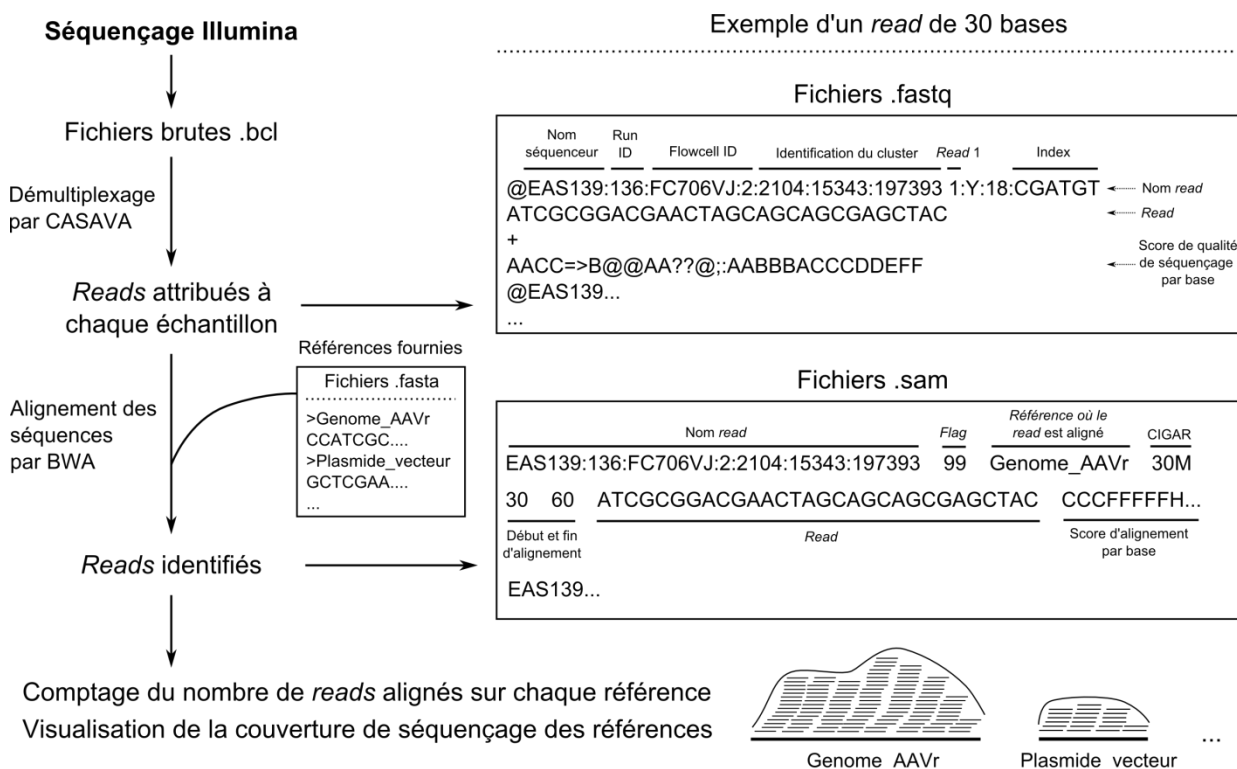 Séquençage Illumina
Fichiers brutes .bcl
Démultiplexage
par CASAVA
Reads attribués à
chaque échantillon
Alignement des
séquences
par BWA
Références fournies
Fichiers .fasta
>Genome_AAVr
CCATCGC....
>Plasmide_vecteur
GCTCGAA....
...
Reads identifiés
Comptage du nombre de reads alignés sur chaque référence
Visualisation de la couverture de séquençage des références
Exemple d'un read de 30 bases
Fichiers .fastq
Nom
séquenceur
Run
ID
Flowcell ID
Identification du cluster
Read 1
Index
@EAS139:136:FC706VJ:2:2104:15343:197393 1:Y:18:CGATGT
Nom read
ATCGCGGACGAACTAGCAGCAGCGAGCTAC
Read
+
AACC=>B@@AA??@;:AABBBACCCDDEFF
Score de qualité
de séquençage
par base
@EAS139...
...
Fichiers .sam
Nom read
Flag
Référence où le
read est aligné
CIGAR
EAS139:136:FC706VJ:2:2104:15343:197393 99 Genome_AAVr 30M
30 60 ATCGCGGACGAACTAGCAGCAGCGAGCTAC CCCFFFFFH...
Début et fin
d'alignement
Read
Score d'alignement
par base
EAS139...
Genome AAVr
Plasmide vecteur
...